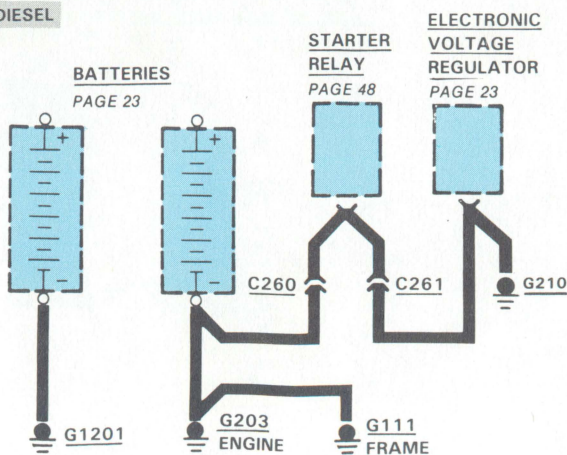 DIESEL
BATTERIES
PAGE 23
STARTER
RELAY
PAGE 48
ELECTRONIC
VOLTAGE
REGULATOR
PAGE 23
+
+
-
-
C260
C261
G210
G1201
G203
ENGINE
G111
FRAME